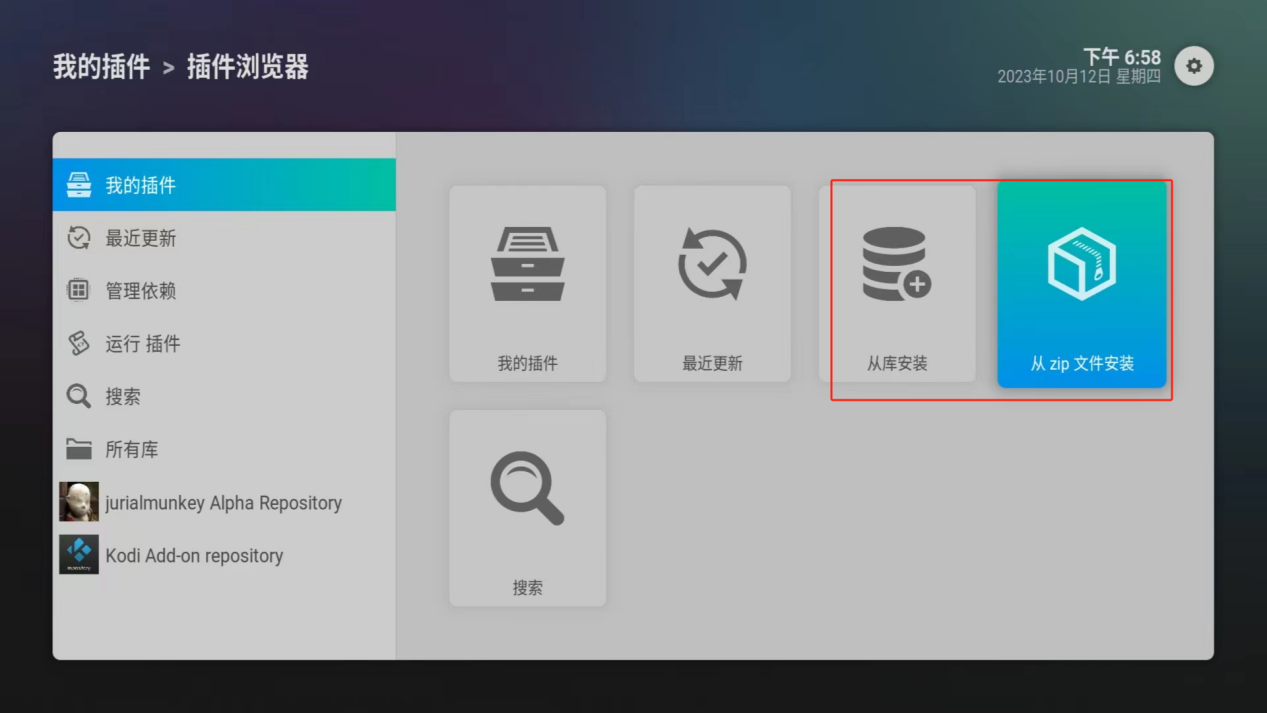 我的插件 > 插件浏览器
下午 6:58
2023年10月12日 星期四
我的插件
最近更新
管理依赖
运行 插件
搜索
所有库
jurialmunkey Alpha Repository
Kodi Add-on repository
我的插件
最近更新
从库安装
从 zip 文件安装
搜索